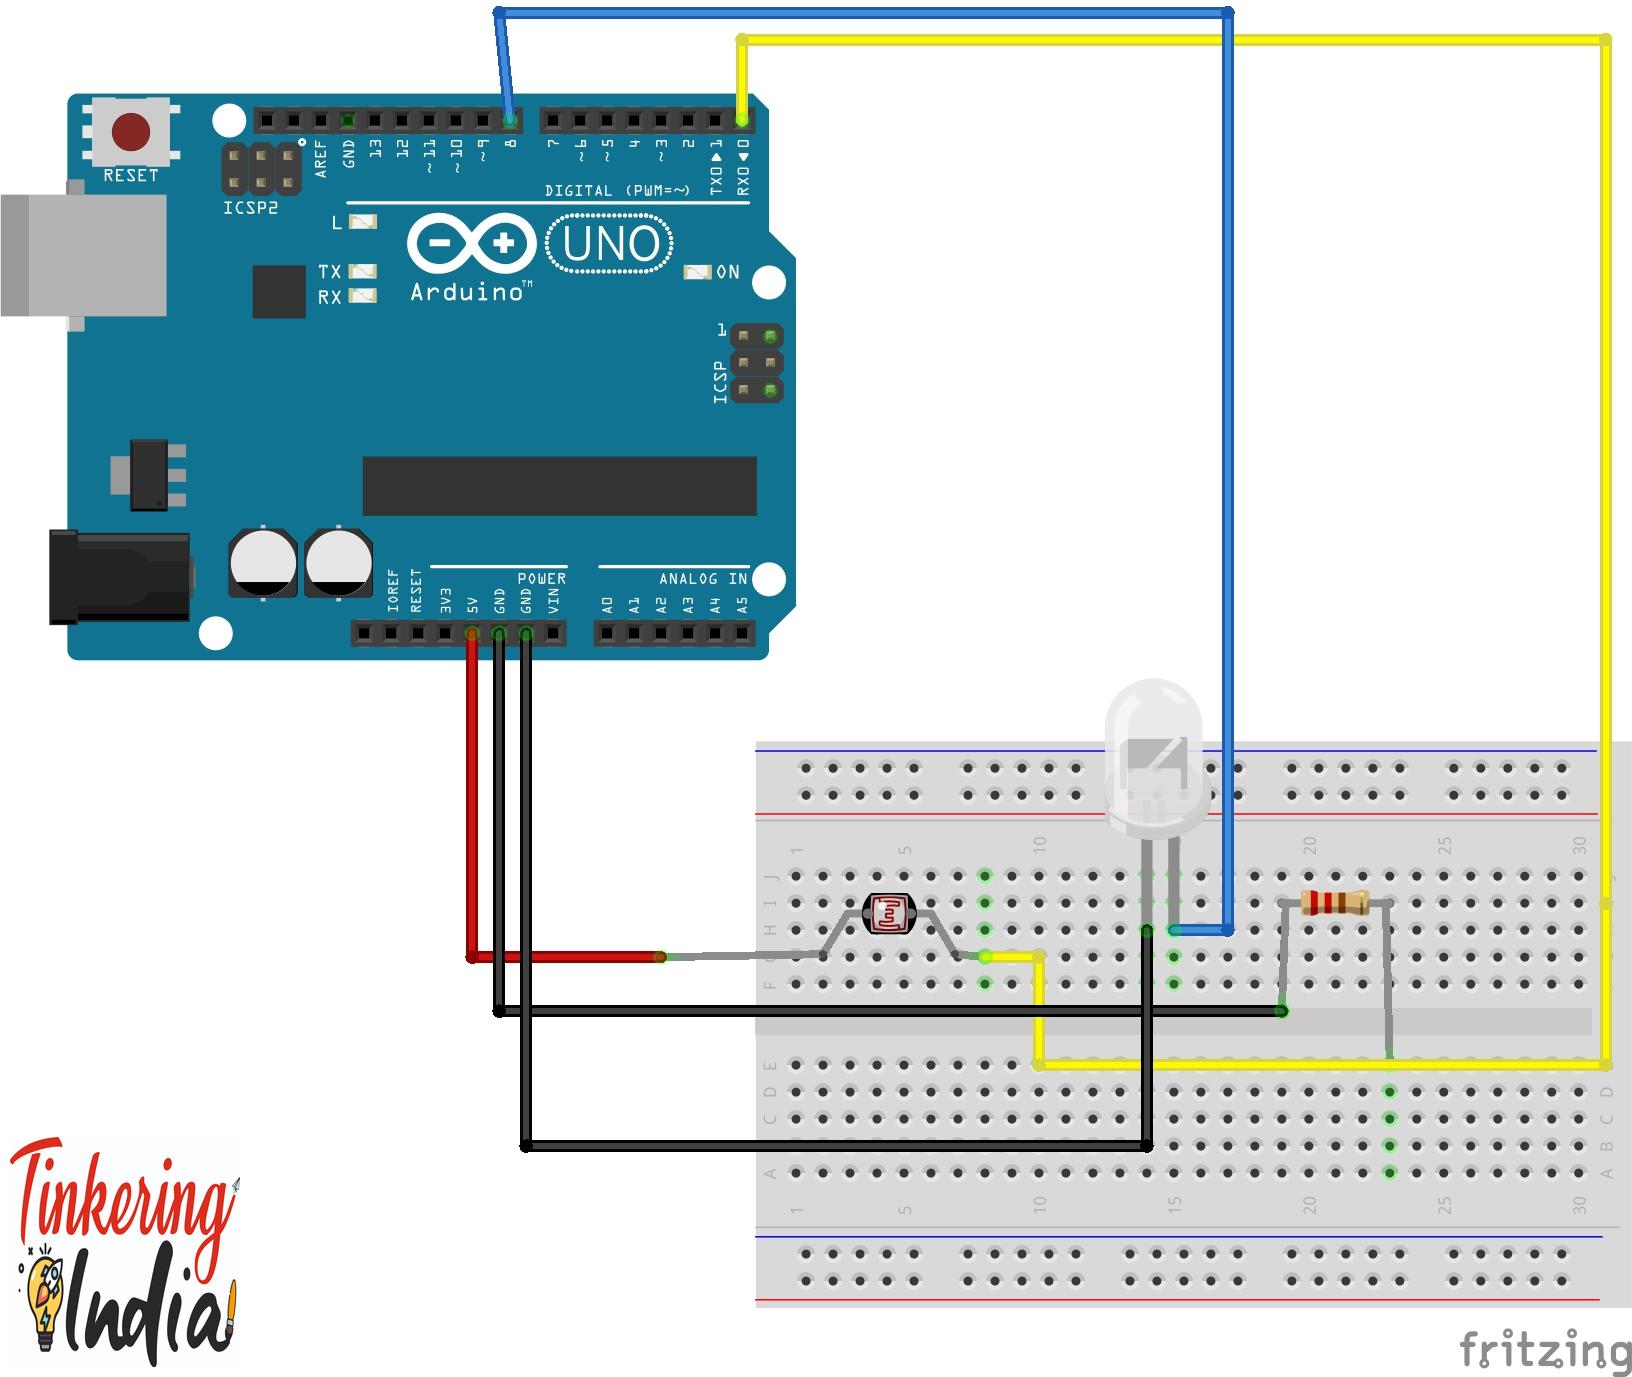 RESET
ICSP2
AREF
GND
13
12
~11
~10
~9
8
7
~6
~5
4
~3
2
TX0▶1
RX0◀0
DIGITAL (PWM=~)
L
TX
RX
UNO
Arduino™
ON
1
ICSP
POWER
ANALOG IN
IOREF
RESET
3V3
5V
GND
GND
VIN
A0
A1
A2
A3
A4
A5
1
5
10
20
25
30
J
I
H
F
E
D
C
B
A
D
C
B
A
1
5
10
15
20
25
30
Tinkering
India
fritzing